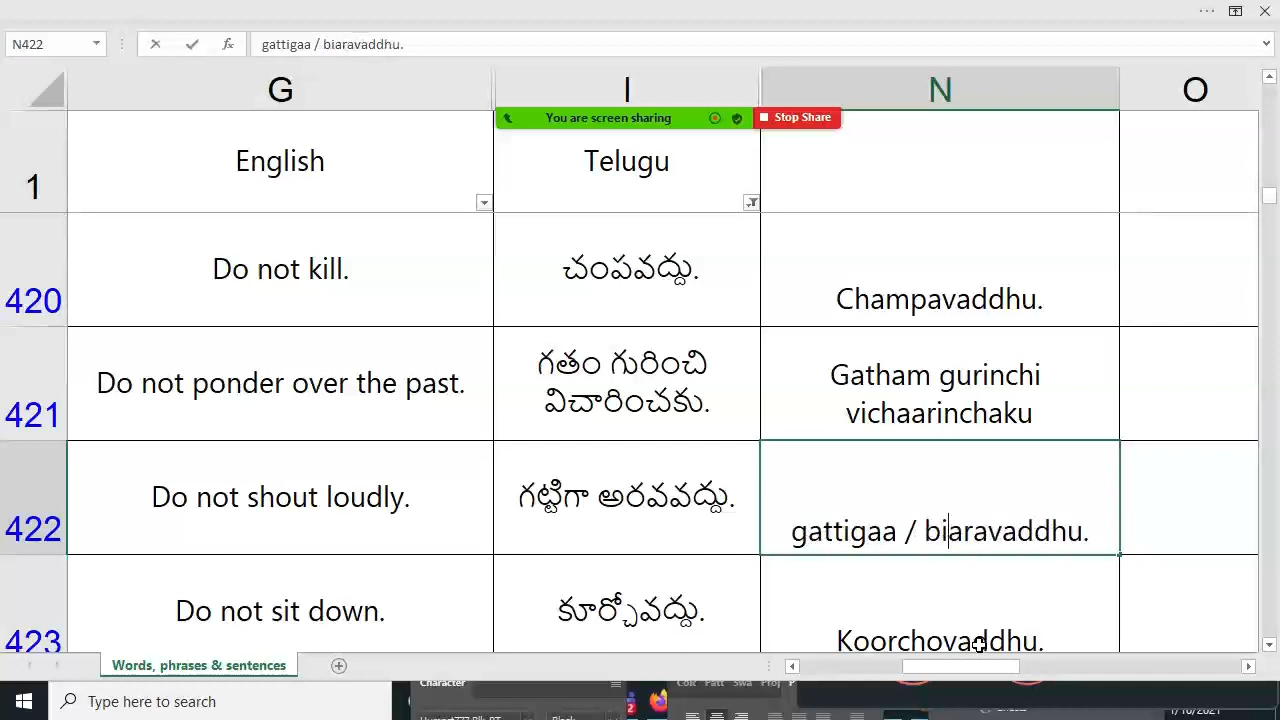 N422
gattigaa / biaravaddhu.
G
I
N
O
You are screen sharing
Stop Share
1
English
Telugu
420
Do not kill.
చంపవద్దు.
Champavaddhu.
421
Do not ponder over the past.
గతం గురించి
విచారించకు.
Gatham gurinchi
vichaarinchaku
422
Do not shout loudly.
గట్టిగా అరవవద్దు.
gattigaa / biaravaddhu.
423
Do not sit down.
కూర్చోవద్దు.
Koorchovaddhu.
Words, phrases & sentences
Type here to search
Character